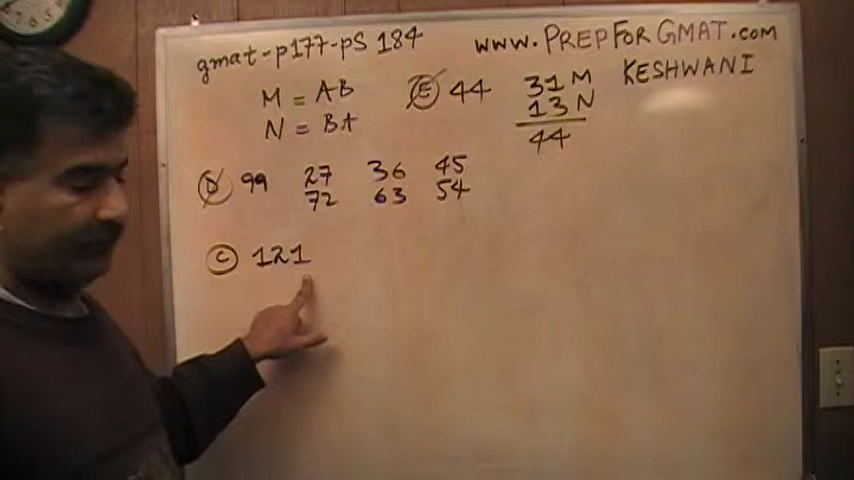 gmat-p177-pS 184
www.PREPFORGMAT.COM
KESHWANI
M = AB
N = BA
E 44
31 M
13 N
44
D 99 27 36 45
72 63 54
C 121